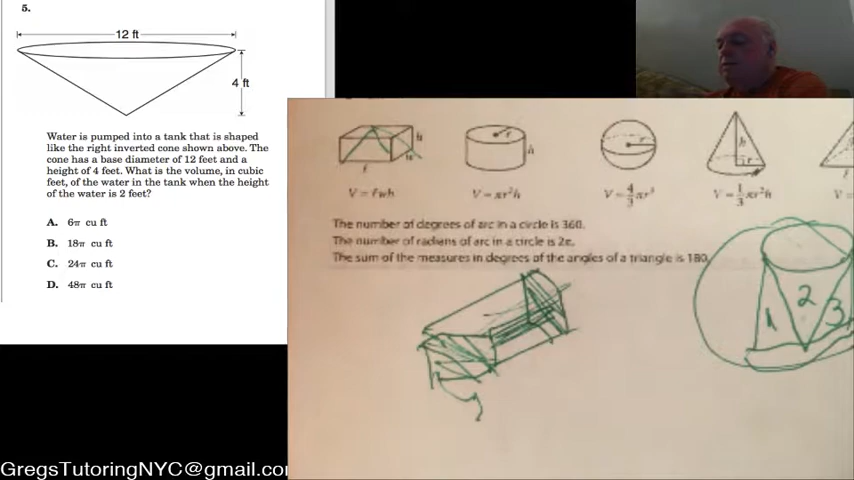 5.
12 ft
4 ft
Water is pumped into a tank that is shaped
like the right inverted cone shown above. The
cone has a base diameter of 12 feet and a
height of 4 feet. What is the volume, in cubic
feet, of the water in the tank when the height
of the water is 2 feet?
A. 6π cu ft
B. 18π cu ft
C. 24π cu ft
D. 48π cu ft
h
w
ℓ
r
h
r
h
r
V = ℓwh
V = πr²h
V = 4/3 πr³
V = 1/3 πr²h
V =
The number of degrees of arc in a circle is 360.
The number of radians of arc in a circle is 2π.
The sum of the measures in degrees of the angles of a triangle is 180.
1
2
3
GregsTutoringNYC@gmail.co